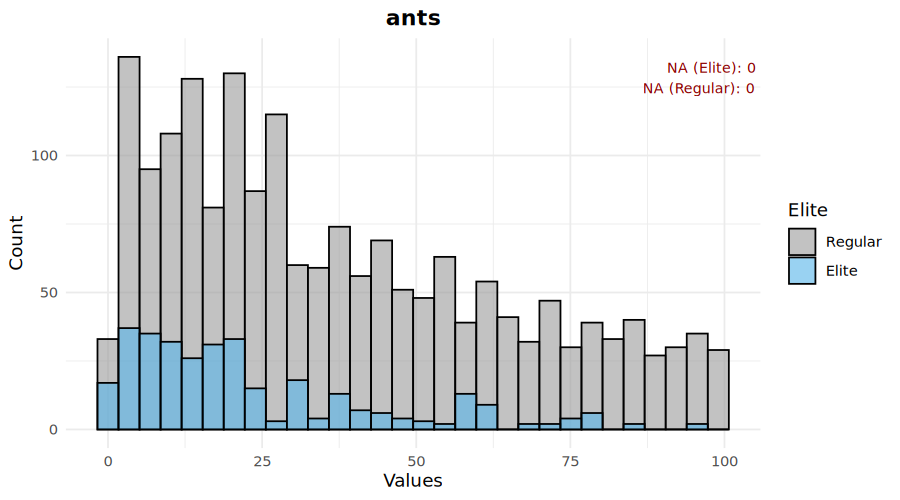 ants
NA (Elite): 0
NA (Regular): 0
Count
100
50
0
0
25
50
75
100
Values
Elite
Regular
Elite